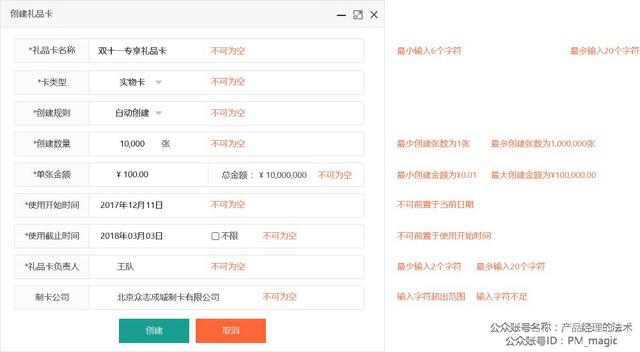 创建礼品卡
*礼品卡名称 双十一专享礼品卡 不可为空 最小输入6个字符 最多输入20个字符
*卡类型 实物卡 不可为空
*创建规则 自动创建 不可为空
*创建数量 10,000 张 不可为空 最少创建张数为1张 最多创建张数为1,000,000张
*单张金额 ¥ 100.00 总金额： ¥ 10,000,000 不可为空 最小创建金额为¥0.01 最大创建金额为¥100,000.00
*使用开始时间 2017年12月11日 不可为空 不可前置于当前日期
*使用截止时间 2018年03月03日 不限 不可为空 不可前置于使用开始时间
*礼品卡负责人 王队 不可为空 最少输入2个字符 最多输入20个字符
制卡公司 北京众志成城制卡有限公司 不可为空 输入字符超出范围 输入字符不足
创建 取消
公众账号名称：产品经理的法术
公众账号ID：PM_magic